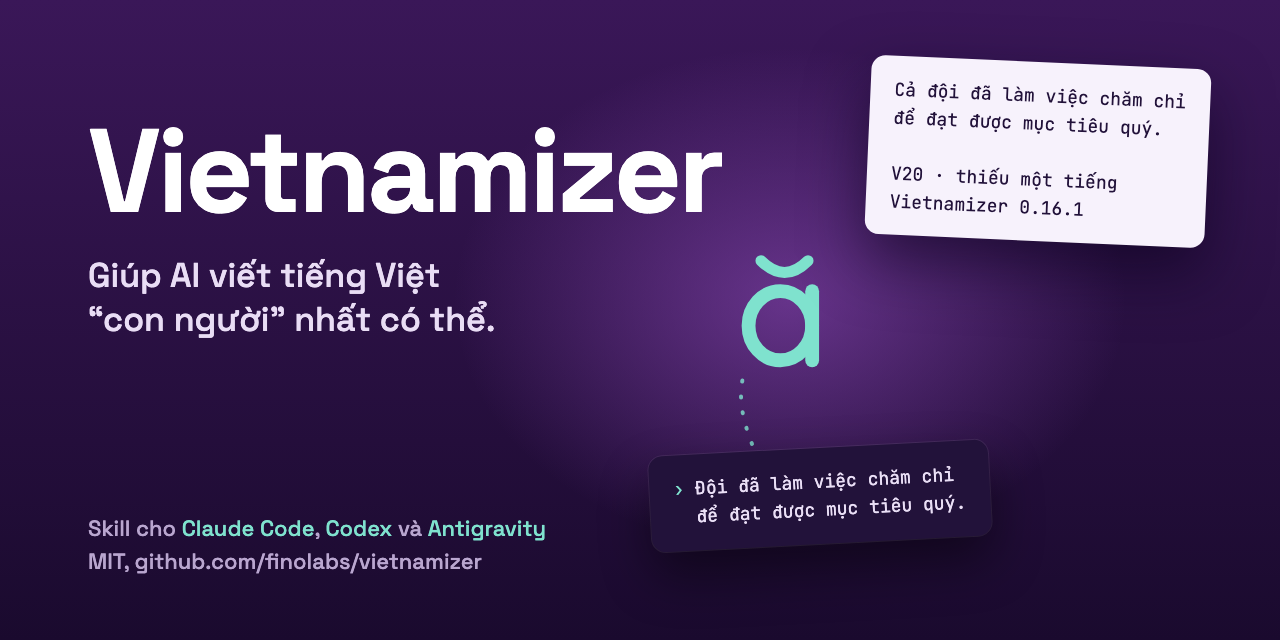 Vietnamizer
Giúp AI viết tiếng Việt
“con người” nhất có thể.
Cả đội đã làm việc chăm chỉ
để đạt được mục tiêu quý.
V20 · thiếu một tiếng
Vietnamizer 0.16.1
ă
› Đội đã làm việc chăm chỉ
để đạt được mục tiêu quý.
Skill cho Claude Code, Codex và Antigravity
MIT, github.com/finolabs/vietnamizer